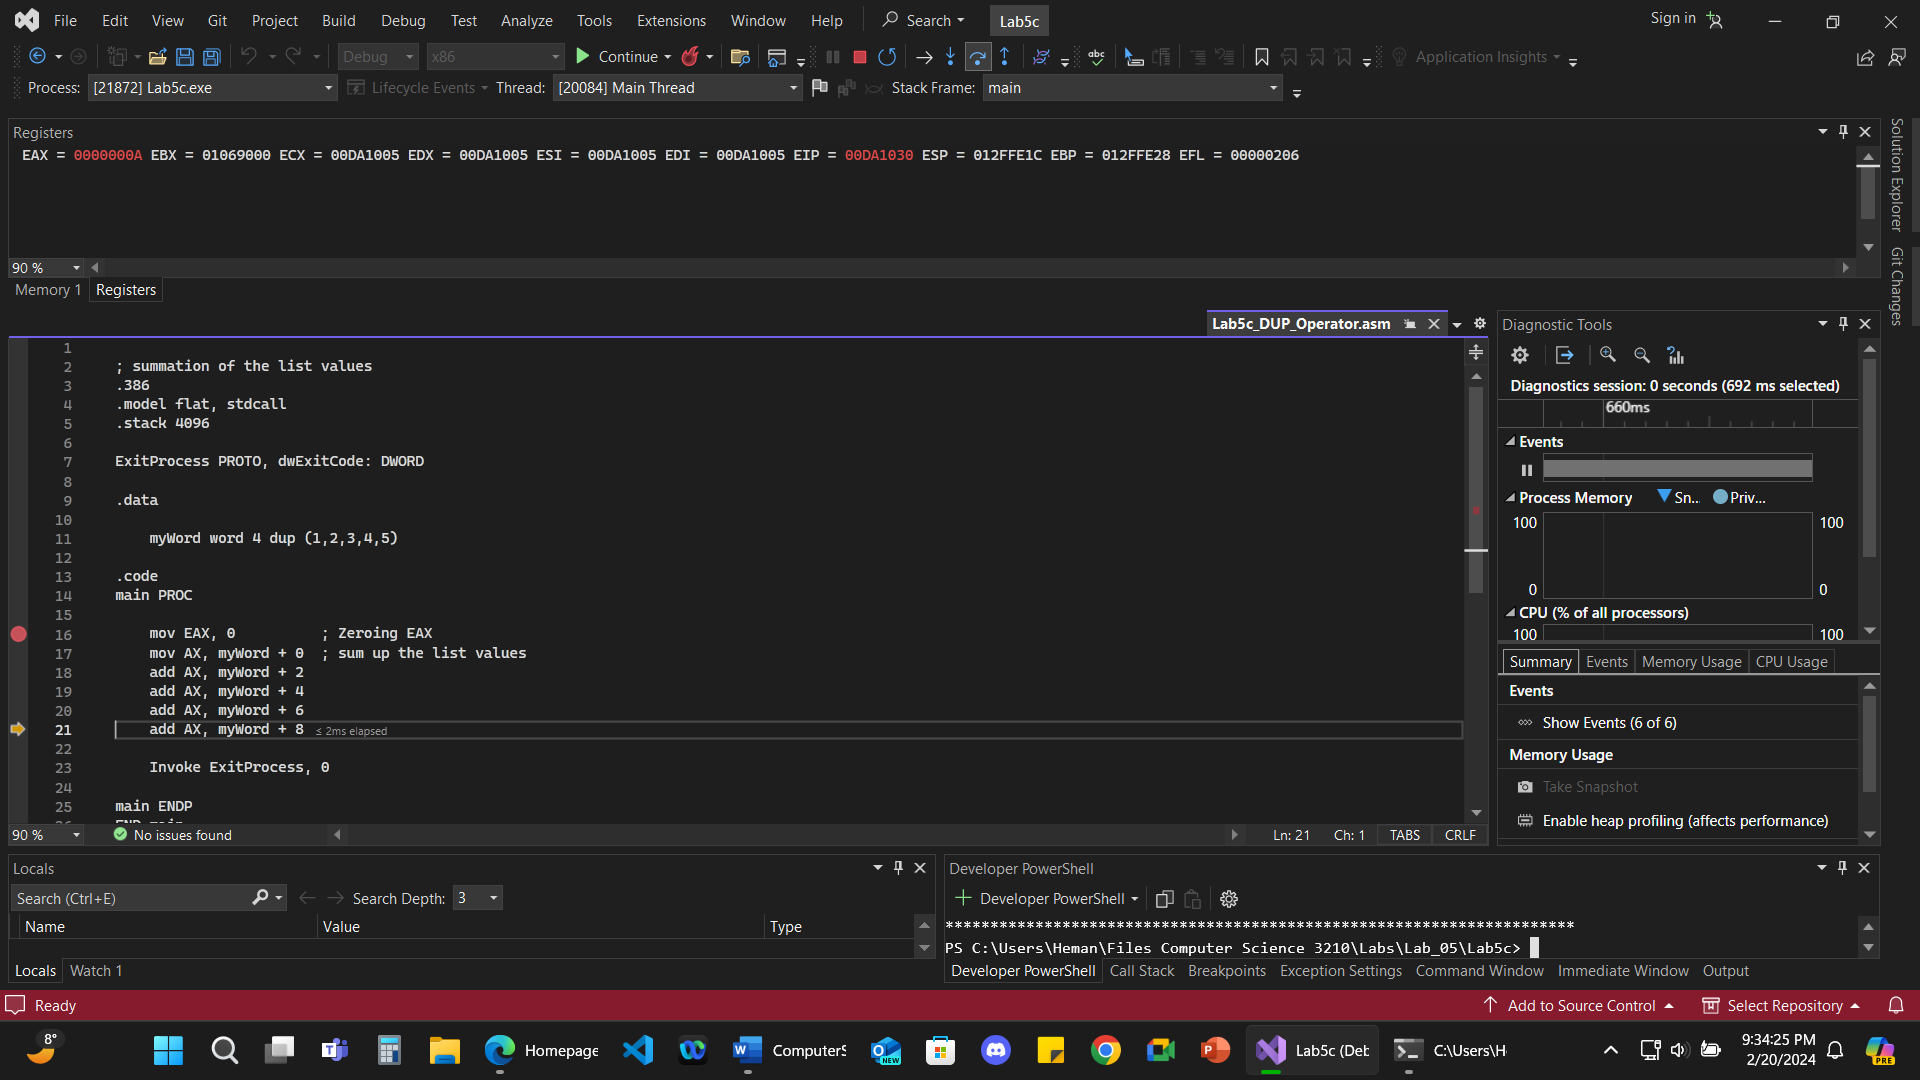 File Edit View Git Project Build Debug Test Analyze Tools Extensions Window Help Search Lab5c Sign in
Debug x86 Continue Application Insights
Process: [21872] Lab5c.exe Lifecycle Events Thread: [20084] Main Thread Stack Frame: main
Registers
EAX = 0000000A EBX = 01069000 ECX = 00DA1005 EDX = 00DA1005 ESI = 00DA1005 EDI = 00DA1005 EIP = 00DA1030 ESP = 012FFE1C EBP = 012FFE28 EFL = 00000206
90 %
Memory 1 Registers
Solution Explorer
Git Changes
Lab5c_DUP_Operator.asm
1
2 ; summation of the list values
3 .386
4 .model flat, stdcall
5 .stack 4096
6
7 ExitProcess PROTO, dwExitCode: DWORD
8
9 .data
10
11 myWord word 4 dup (1,2,3,4,5)
12
13 .code
14 main PROC
15
16 mov EAX, 0 ; Zeroing EAX
17 mov AX, myWord + 0 ; sum up the list values
18 add AX, myWord + 2
19 add AX, myWord + 4
20 add AX, myWord + 6
21 add AX, myWord + 8 ≤ 2ms elapsed
22
23 Invoke ExitProcess, 0
24
25 main ENDP
90 % No issues found Ln: 21 Ch: 1 TABS CRLF
Diagnostic Tools
Diagnostics session: 0 seconds (692 ms selected)
660ms
Events
Process Memory Sn... Priv...
100 100
0 0
CPU (% of all processors)
100 100
Summary Events Memory Usage CPU Usage
Events
Show Events (6 of 6)
Memory Usage
Take Snapshot
Enable heap profiling (affects performance)
Locals
Search (Ctrl+E) Search Depth: 3
Name Value Type
Locals Watch 1
Developer PowerShell
Developer PowerShell
**********************************************************************
PS C:\Users\Heman\Files Computer Science 3210\Labs\Lab_05\Lab5c>
Developer PowerShell Call Stack Breakpoints Exception Settings Command Window Immediate Window Output
Ready Add to Source Control Select Repository
8° Homepage ComputerS Lab5c (Deb C:\Users\H 9:34:25 PM
2/20/2024
NEW
PRE